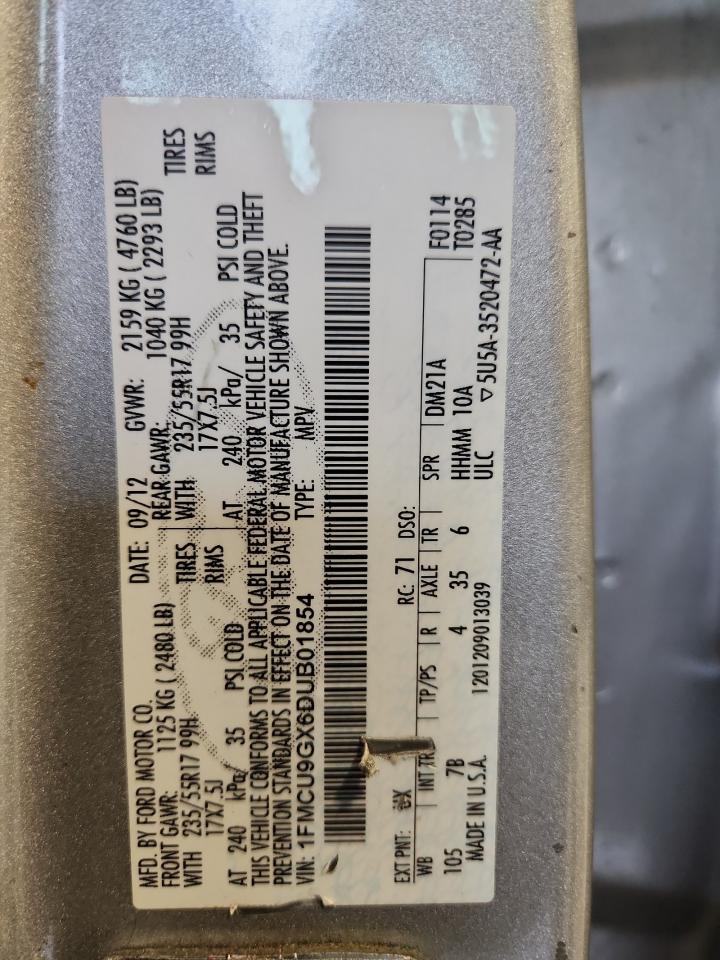 MFD. BY FORD MOTOR CO. DATE: 09/12 GVWR: 2159 KG ( 4760 LB)
FRONT GAWR: 1125 KG ( 2480 LB) REAR GAWR: 1040 KG ( 2293 LB)
WITH 235/55R17 99H TIRES WITH 235/55R17 99H TIRES
17X7.5J RIMS 17X7.5J RIMS
AT 240 kPa/ 35 PSI COLD AT 240 kPa/ 35 PSI COLD
THIS VEHICLE CONFORMS TO ALL APPLICABLE FEDERAL MOTOR VEHICLE SAFETY AND THEFT
PREVENTION STANDARDS IN EFFECT ON THE DATE OF MANUFACTURE SHOWN ABOVE.
VIN: 1FMCU9GX6DUB01854 TYPE: MPV
EXT PNT: UX RC: 71 DSO: F0114
WB INT TR TP/PS R AXLE TR SPR DM21A T0285
105 7B 4 35 6 HHMM 10A
MADE IN U.S.A. 1201209013039 ULC ▽5U5A-3520472-AA